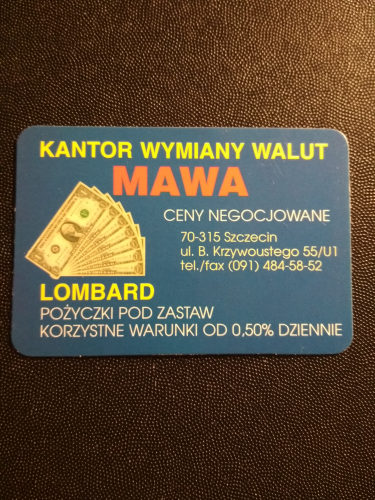 KANTOR WYMIANY WALUT
MAWA
CENY NEGOCJOWANE
70-315 Szczecin
ul. B. Krzywoustego 55/U1
tel./fax (091) 484-58-52
LOMBARD
POŻYCZKI POD ZASTAW
KORZYSTNE WARUNKI OD 0,50% DZIENNIE